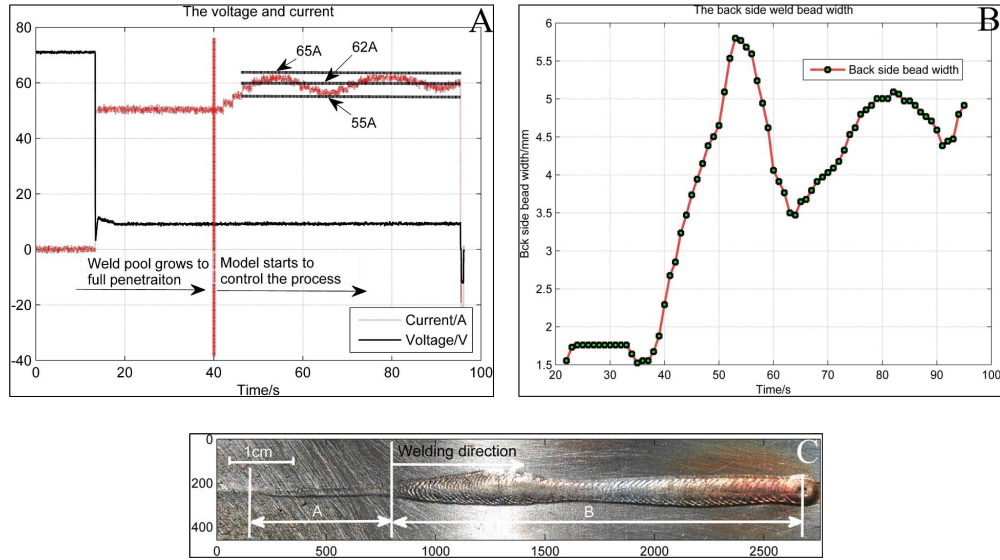 The voltage and current
A
80
60
40
20
0
-20
-40
65A
62A
55A
Weld pool grows to
full penetraiton
Model starts to
control the process
Current/A
Voltage/V
0 20 40 60 80 100
Time/s
The back side weld bead width
B
6
5.5
5
4.5
4
3.5
3
2.5
2
1.5
Bck side bead width/mm
Back side bead width
20 30 40 50 60 70 80 90 100
Time/s
0
200
400
1cm
Welding direction
C
A
B
0 500 1000 1500 2000 2500